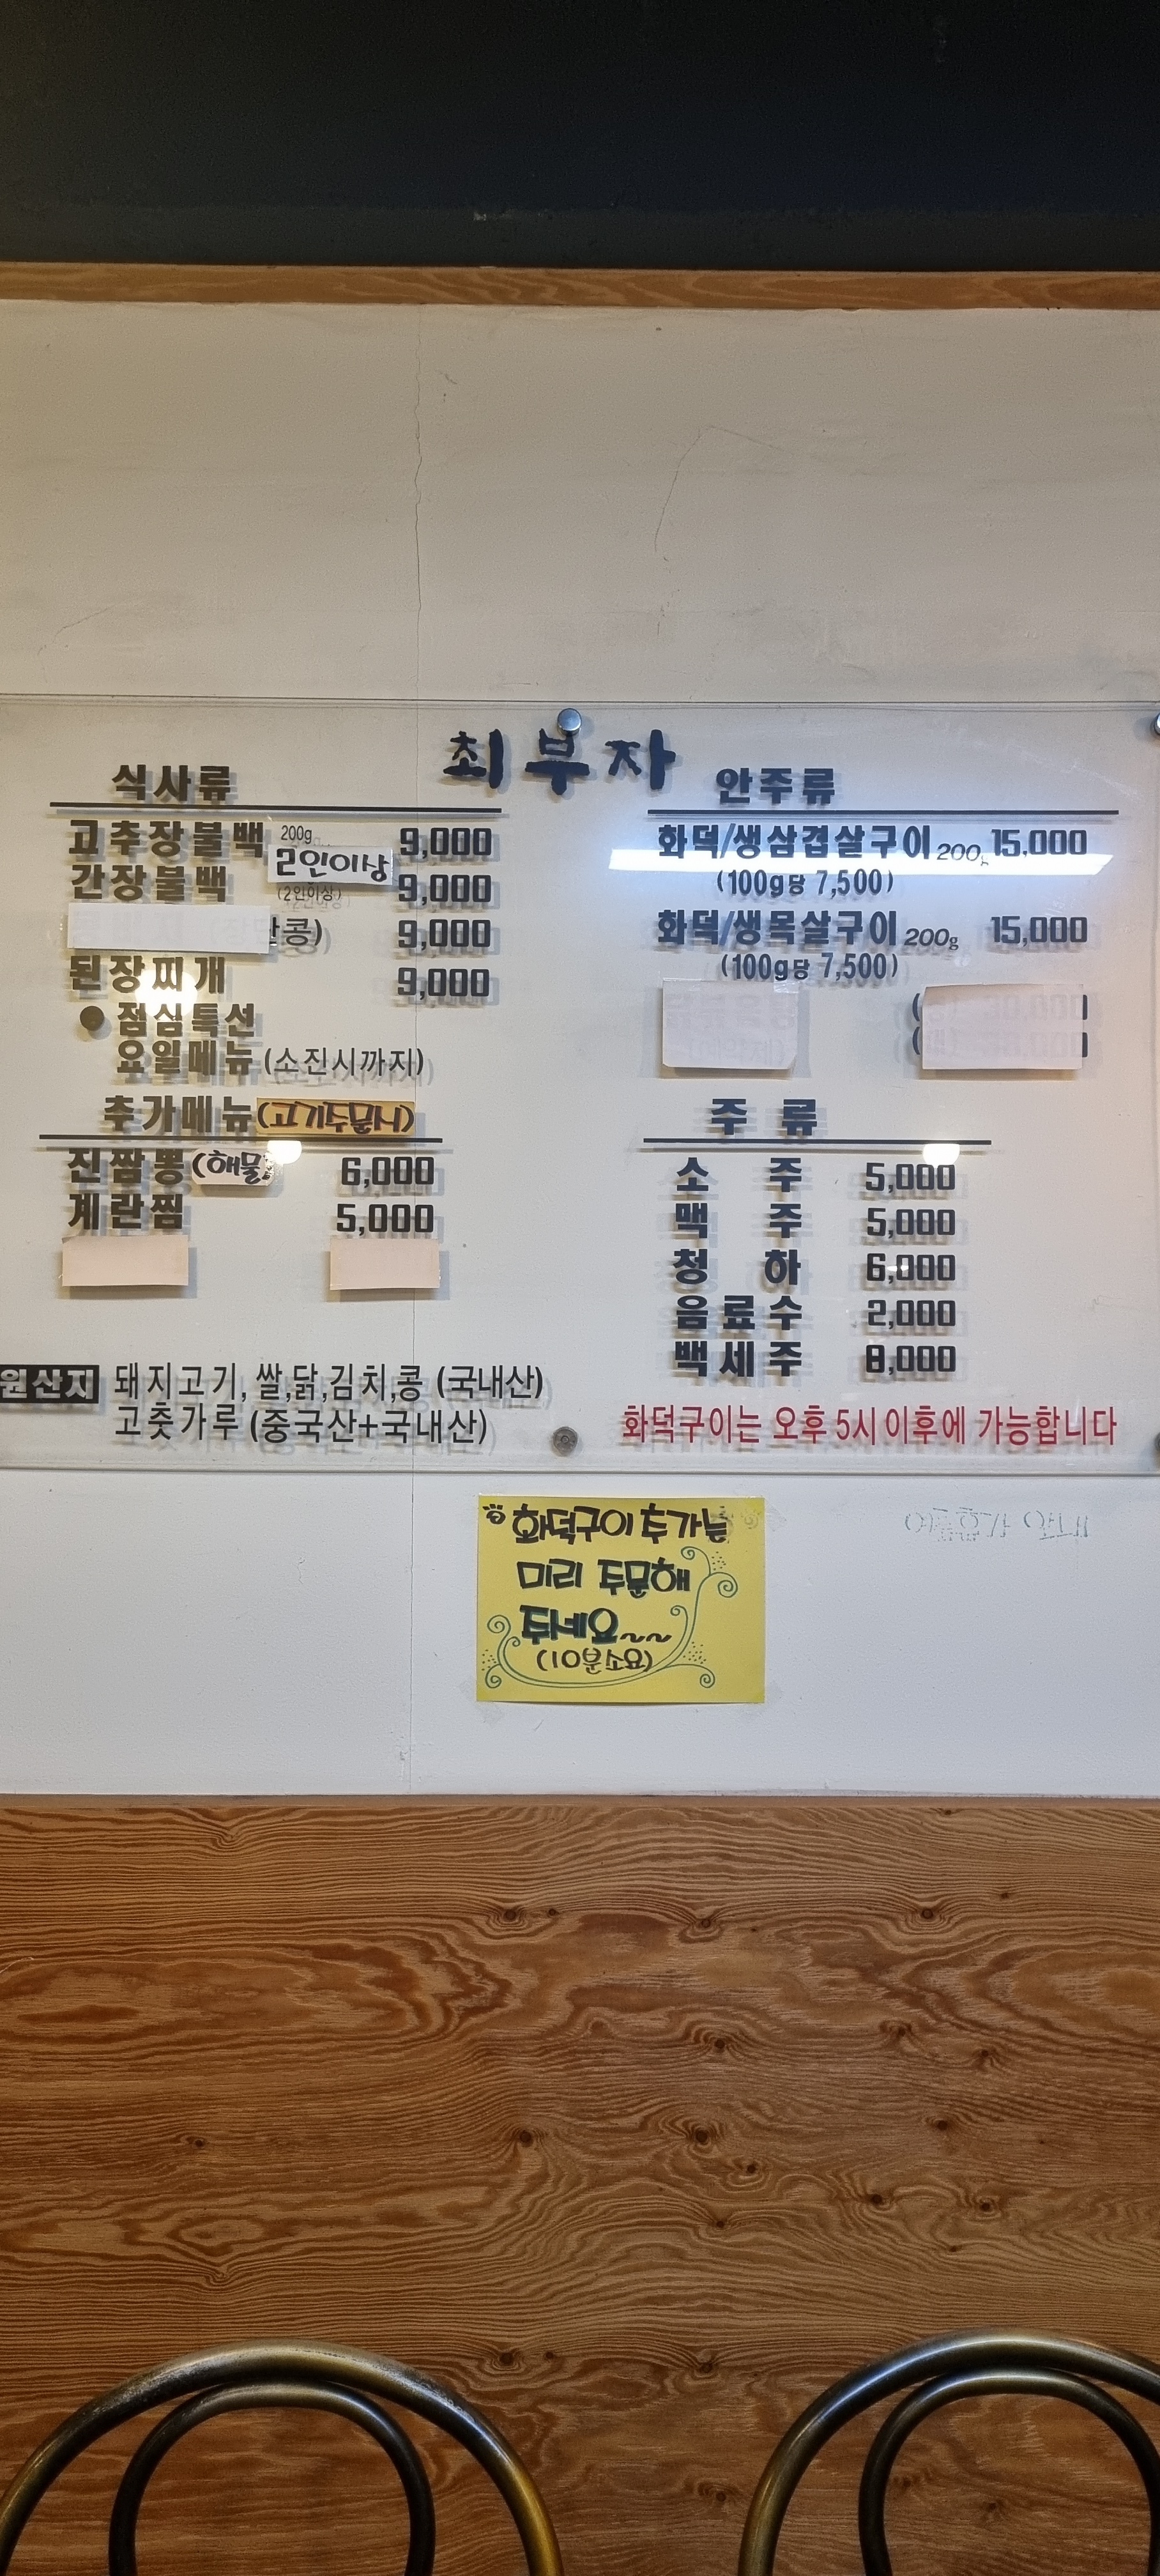 최부자
식사류
고추장불백 200g 2인이상 9,000
간장불백 (2인이상) 9,000
콩) 9,000
된장찌개 9,000
● 점심특선
요일메뉴 (소진시까지)
추가메뉴 (고기주문시)
진짬뽕 (해물) 6,000
계란찜 5,000
원산지 돼지고기, 쌀,닭,김치,콩 (국내산)
고춧가루 (중국산+국내산)
안주류
화덕/생삼겹살구이 200g 15,000
(100g당 7,500)
화덕/생목살구이 200g 15,000
(100g당 7,500)
주 류
소 주 5,000
맥 주 5,000
청 하 6,000
음료수 2,000
백세주 8,000
화덕구이는 오후 5시 이후에 가능합니다
화덕구이 추가는
미리 주문해
주세요~~
(10분소요)